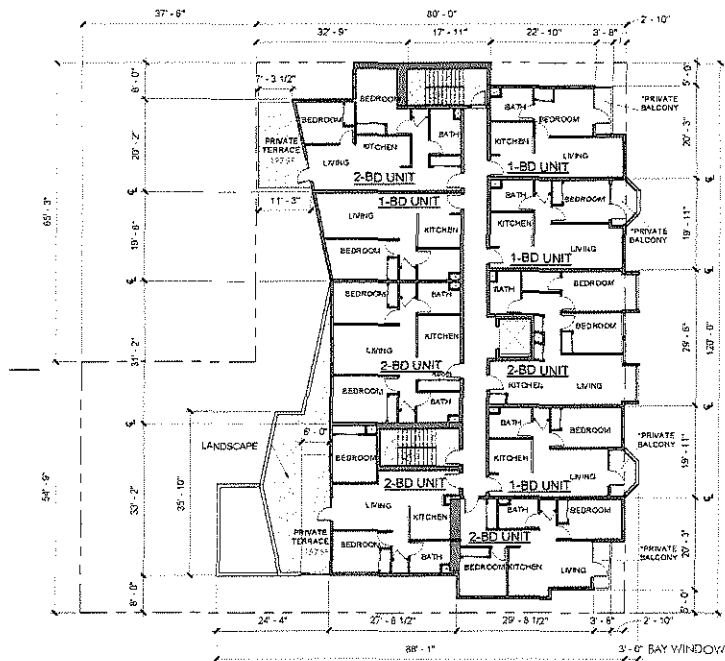 37' - 6"
80' - 0"
2' - 10"
32' - 9"
17' - 11"
22' - 10"
3' - 8"
7' - 3 1/2"
6' - 0"
5' - 0"
BEDROOM
BATH
BEDROOM
*PRIVATE
BALCONY
BEDROOM
PRIVATE
TERRACE
KITCHEN
BATH
KITCHEN
20' - 2"
20' - 3"
LIVING
LIVING
2-BD UNIT
1-BD UNIT
11' - 3"
1-BD UNIT
BATH
BEDROOM
65' - 3"
LIVING
KITCHEN
KITCHEN
*PRIVATE
BALCONY
19' - 11"
19' - 6"
BEDROOM
LIVING
1-BD UNIT
BEDROOM
BATH
BATH
BEDROOM
BEDROOM
LIVING
KITCHEN
31' - 2"
29' - 6"
120' - 0"
2-BD UNIT
2-BD UNIT
BEDROOM
BATH
KITCHEN
LIVING
6' - 0"
LANDSCAPE
BEDROOM
BEDROOM
*PRIVATE
BALCONY
KITCHEN
19' - 11"
2-BD UNIT
LIVING
1-BD UNIT
54' - 9"
33' - 2"
35' - 10"
LIVING
KITCHEN
BATH
BEDROOM
PRIVATE
TERRACE
2-BD UNIT
BEDROOM
BATH
BEDROOM
KITCHEN
LIVING
*PRIVATE
BALCONY
20' - 3"
8' - 0"
24' - 4"
27' - 8 1/2"
29' - 8 1/2"
2' - 10"
88' - 1"
3' - 0"
BAY WINDOW